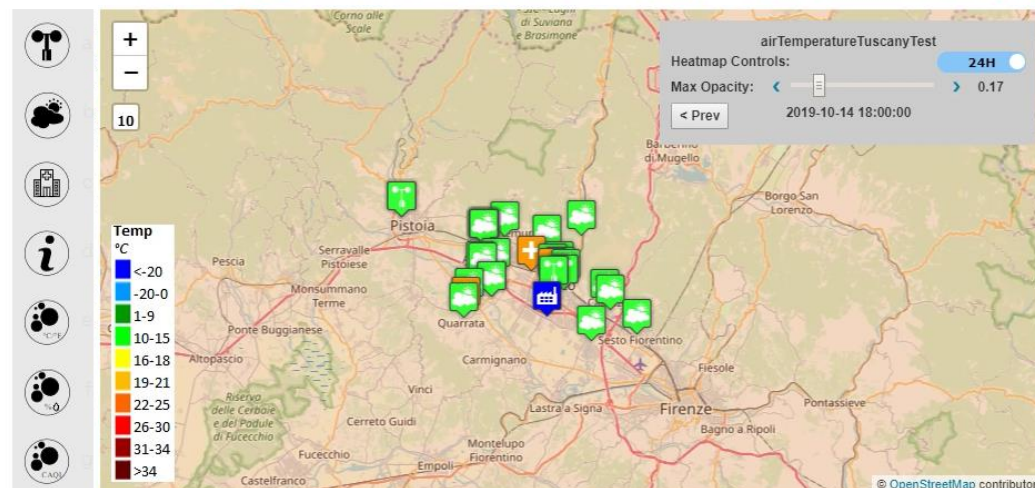 Corno alle
Scale
di Suviana
e Brasimone
airTemperatureTuscanyTest
Heatmap Controls:
24H
Max Opacity:
0.17
< Prev
2019-10-14 18:00:00
+
−
10
Barberino
di Mugello
Borgo San
Lorenzo
Pistoia
Serravalle
Pistoiese
Pescia
Monsummano
Terme
Ponte Buggianese
Altopascio
Quarrata
Carmignano
Sesto Fiorentino
Fiesole
Pontassieve
Vinci
Lastra a Signa
Firenze
Bagno a Ripoli
Riserva
delle Cerbaie
e del Padule
di Fucecchio
Cerreto Guidi
Montelupo
Fiorentino
Fucecchio
Empoli
Castelfranco
Temp
°C
<-20
-20-0
1-9
10-15
16-18
19-21
22-25
26-30
31-34
>34
°C/°F
%
CAQI
© OpenStreetMap contributor